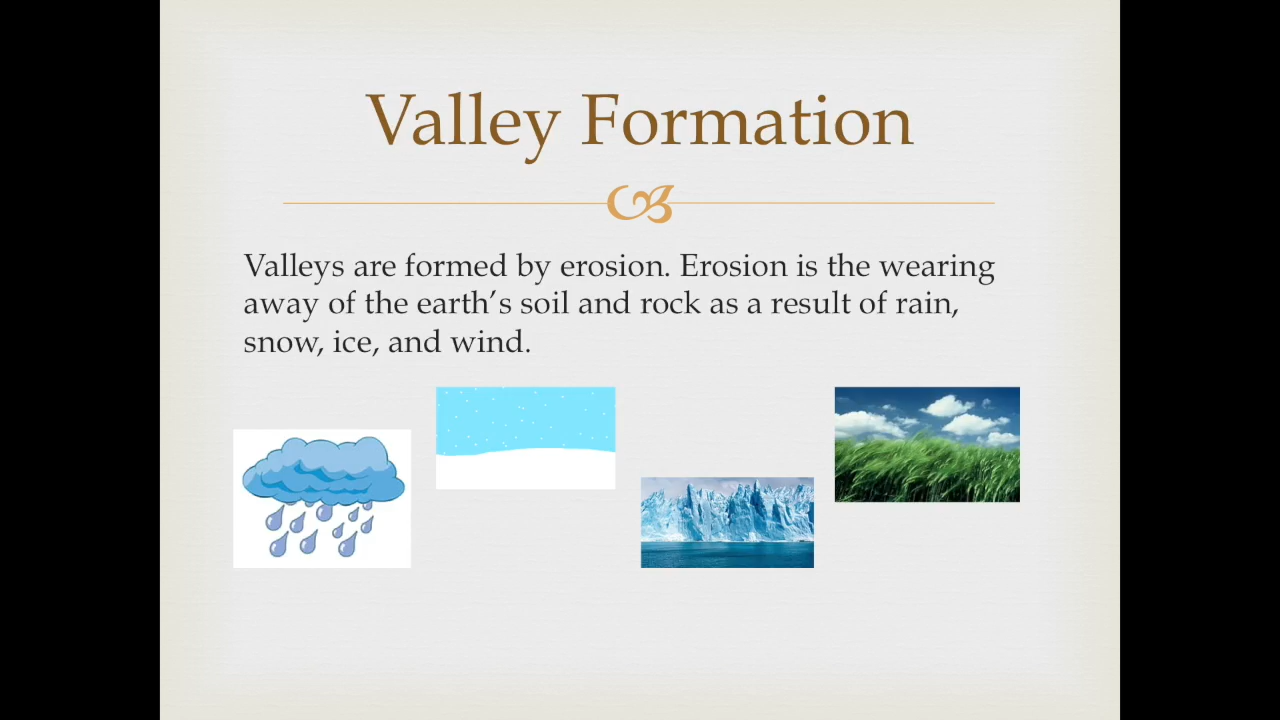 Valley Formation
Valleys are formed by erosion. Erosion is the wearing
away of the earth’s soil and rock as a result of rain,
snow, ice, and wind.